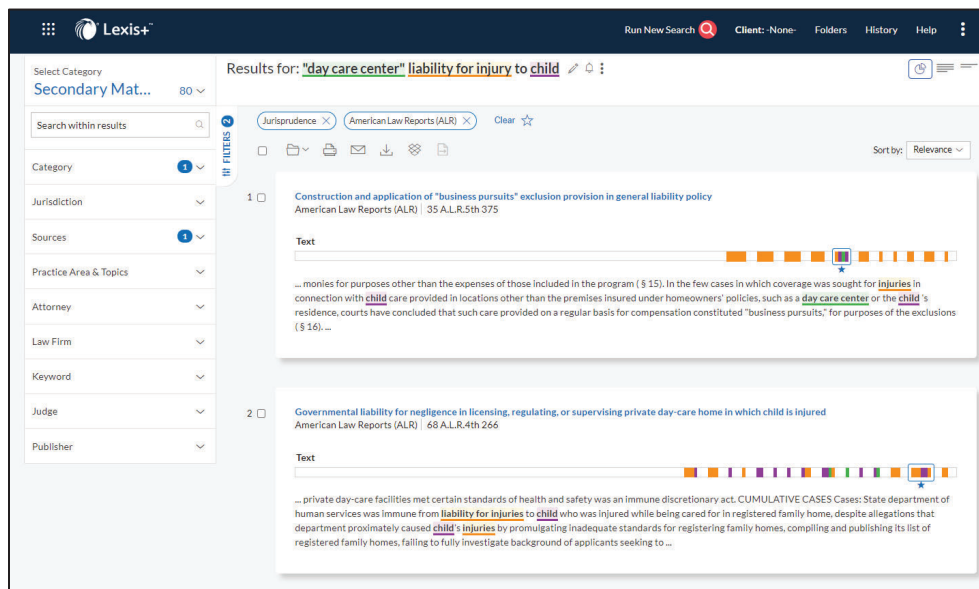 Lexis+™
Run New Search
Client: -None-
Folders
History
Help
Select Category
Secondary Mat...
80
Results for: "day care center" liability for injury to child
Search within results
FILTERS 2
Jurisprudence
American Law Reports (ALR)
Clear
Sort by: Relevance
Category
1
Jurisdiction
Sources
1
Practice Area & Topics
Attorney
Law Firm
Keyword
Judge
Publisher
1
Construction and application of "business pursuits" exclusion provision in general liability policy
American Law Reports (ALR) | 35 A.L.R.5th 375
Text
... monies for purposes other than the expenses of those included in the program ( § 15). In the few cases in which coverage was sought for injuries in
connection with child care provided in locations other than the premises insured under homeowners' policies, such as a day care center or the child 's
residence, courts have concluded that such care provided on a regular basis for compensation constituted "business pursuits," for purposes of the exclusions
( § 16). ...
2
Governmental liability for negligence in licensing, regulating, or supervising private day-care home in which child is injured
American Law Reports (ALR) | 68 A.L.R.4th 266
Text
... private day-care facilities met certain standards of health and safety was an immune discretionary act. CUMULATIVE CASES Cases: State department of
human services was immune from liability for injuries to child who was injured while being cared for in registered family home, despite allegations that
department proximately caused child's injuries by promulgating inadequate standards for registering family homes, compiling and publishing its list of
registered family homes, failing to fully investigate background of applicants seeking to ...